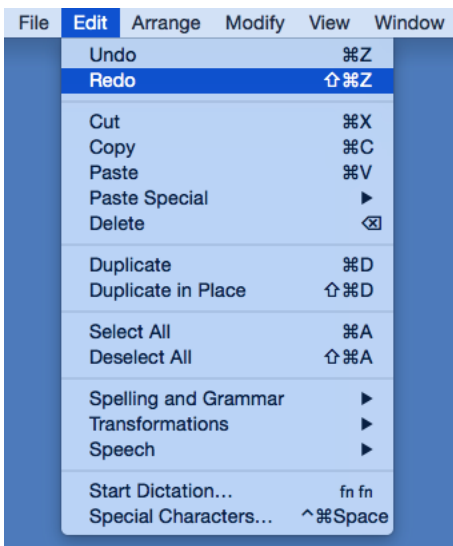 File Edit Arrange Modify View Window
Undo ⌘Z
Redo ⇧⌘Z
Cut ⌘X
Copy ⌘C
Paste ⌘V
Paste Special ▶
Delete ⌫
Duplicate ⌘D
Duplicate in Place ⇧⌘D
Select All ⌘A
Deselect All ⇧⌘A
Spelling and Grammar ▶
Transformations ▶
Speech ▶
Start Dictation... fn fn
Special Characters... ^⌘Space